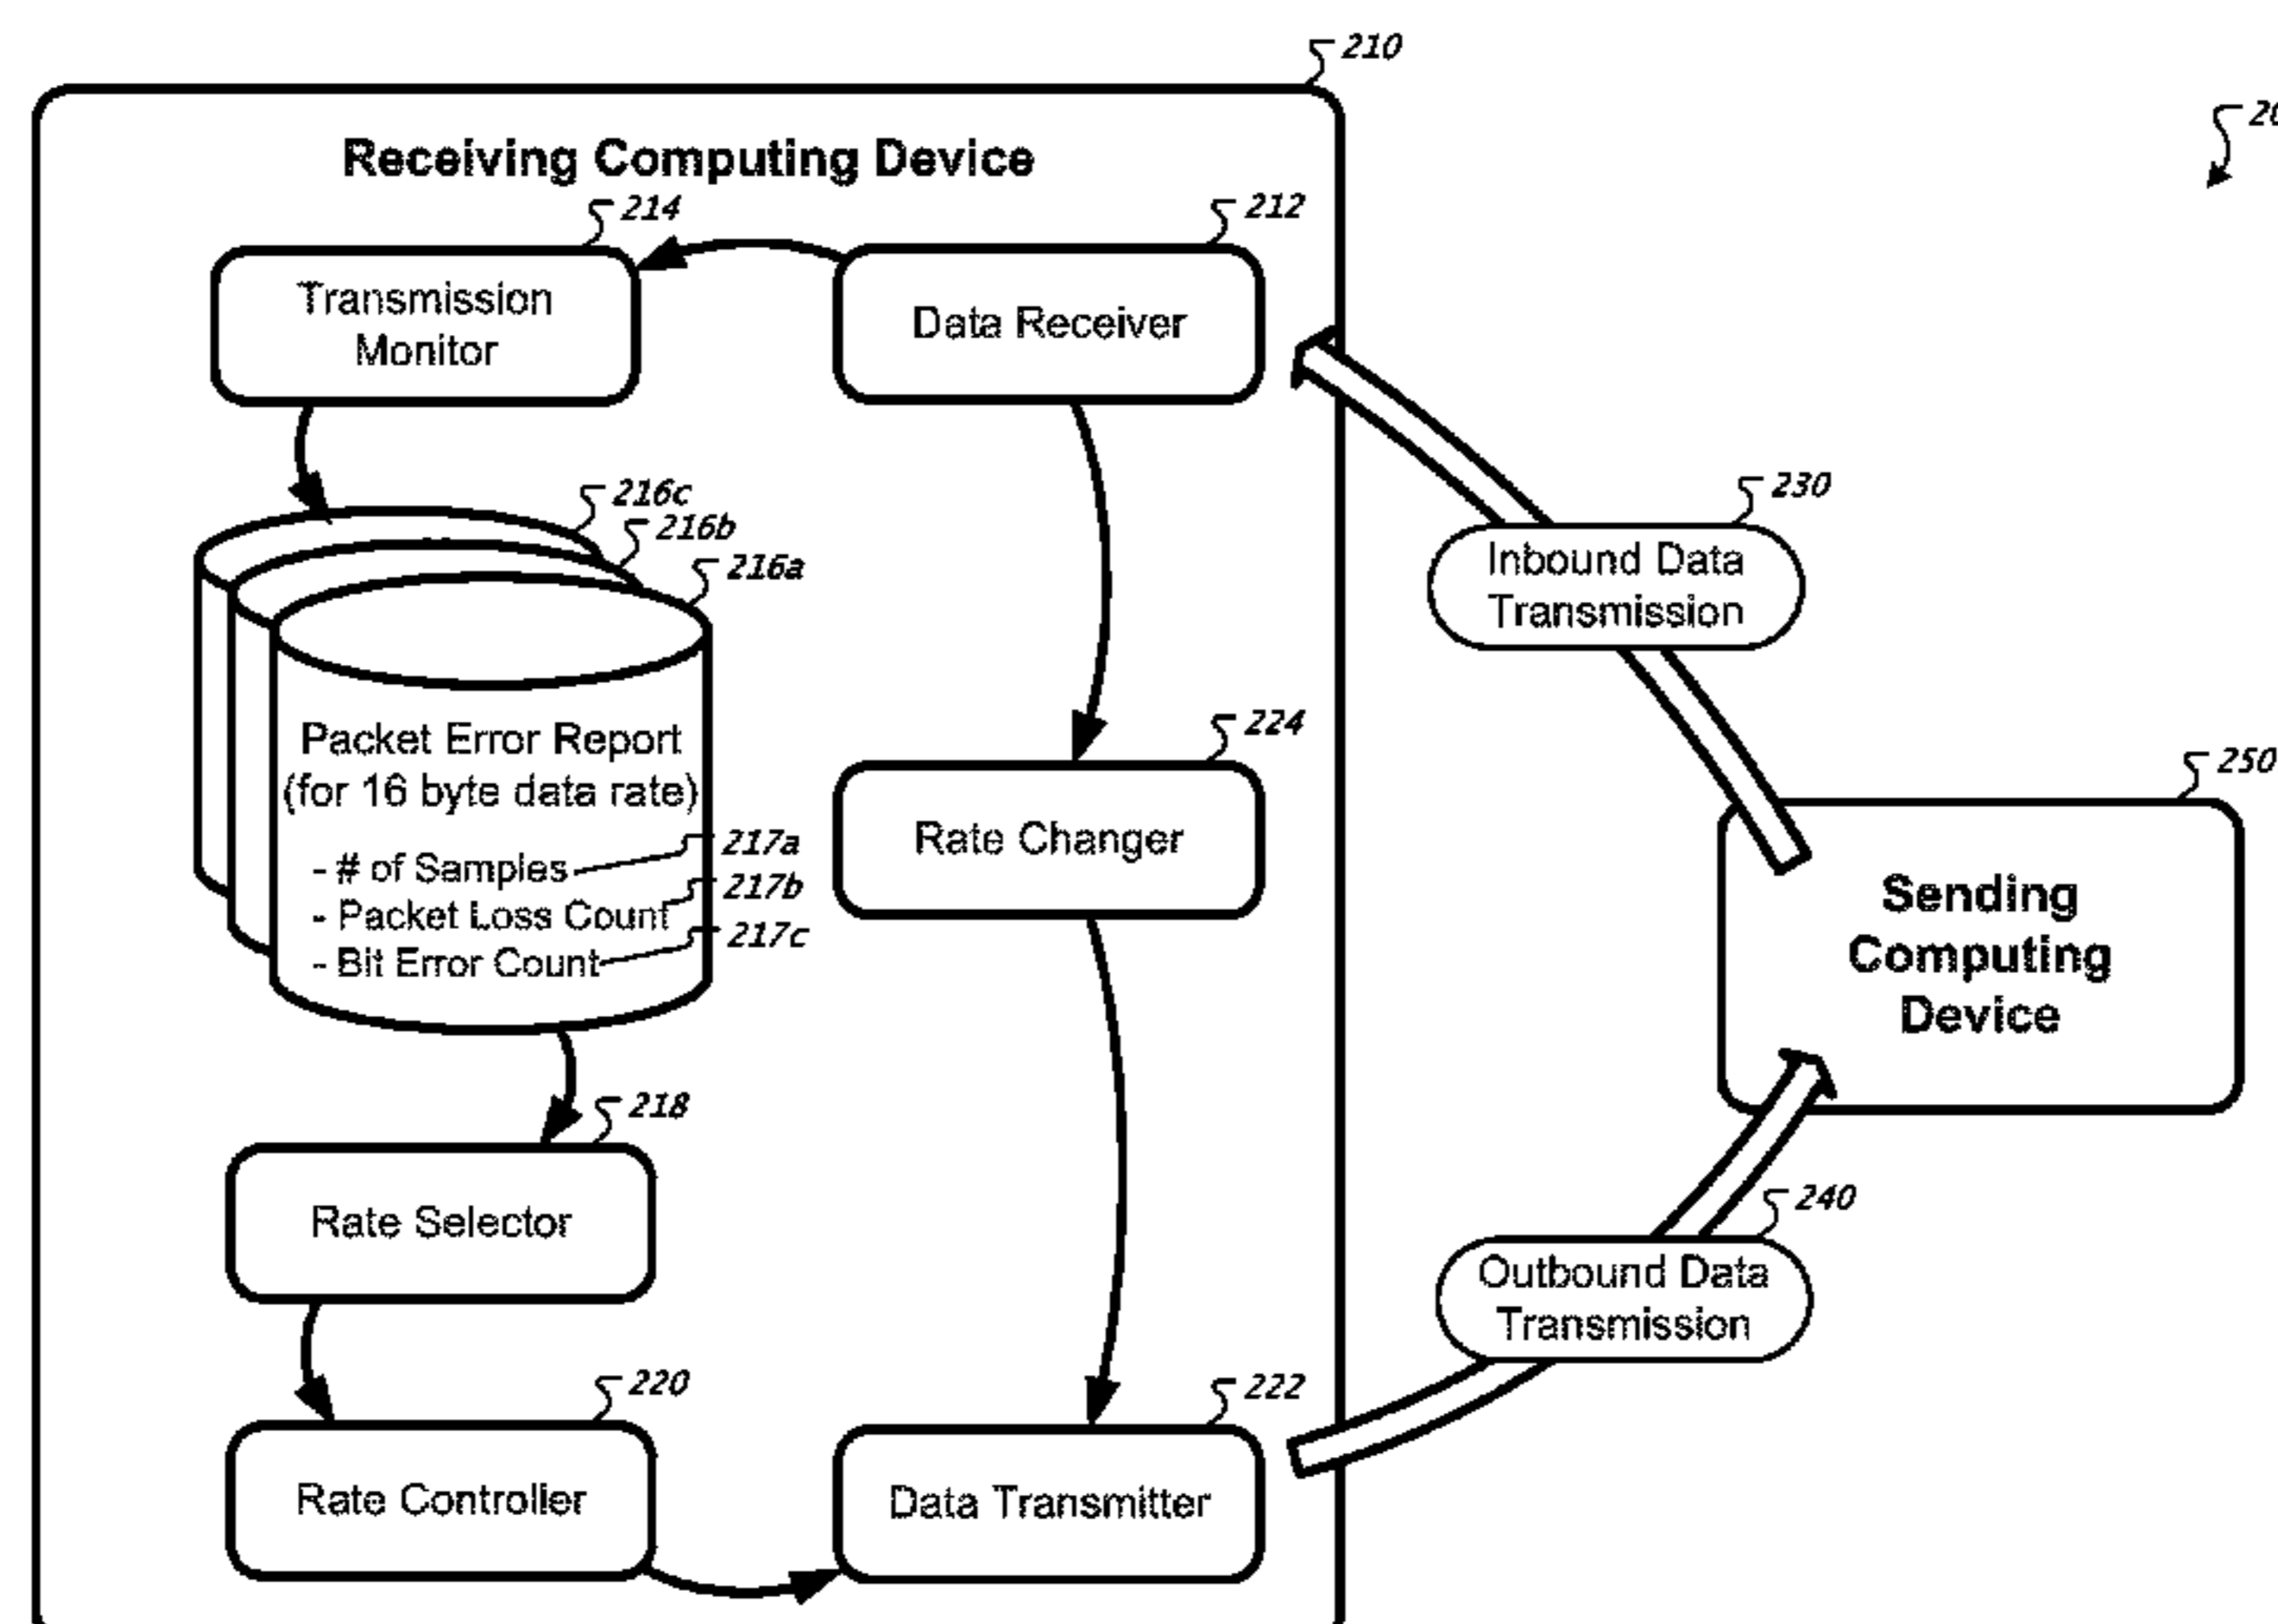 210
20
Receiving Computing Device
214
212
Transmission
Monitor
Data Receiver
216c
216b
216a
230
Inbound Data
Transmission
Packet Error Report
(for 16 byte data rate)
- # of Samples
217a
- Packet Loss Count
217b
- Bit Error Count
217c
224
Rate Changer
250
Sending
Computing
Device
218
Rate Selector
240
Outbound Data
Transmission
220
Rate Controller
222
Data Transmitter